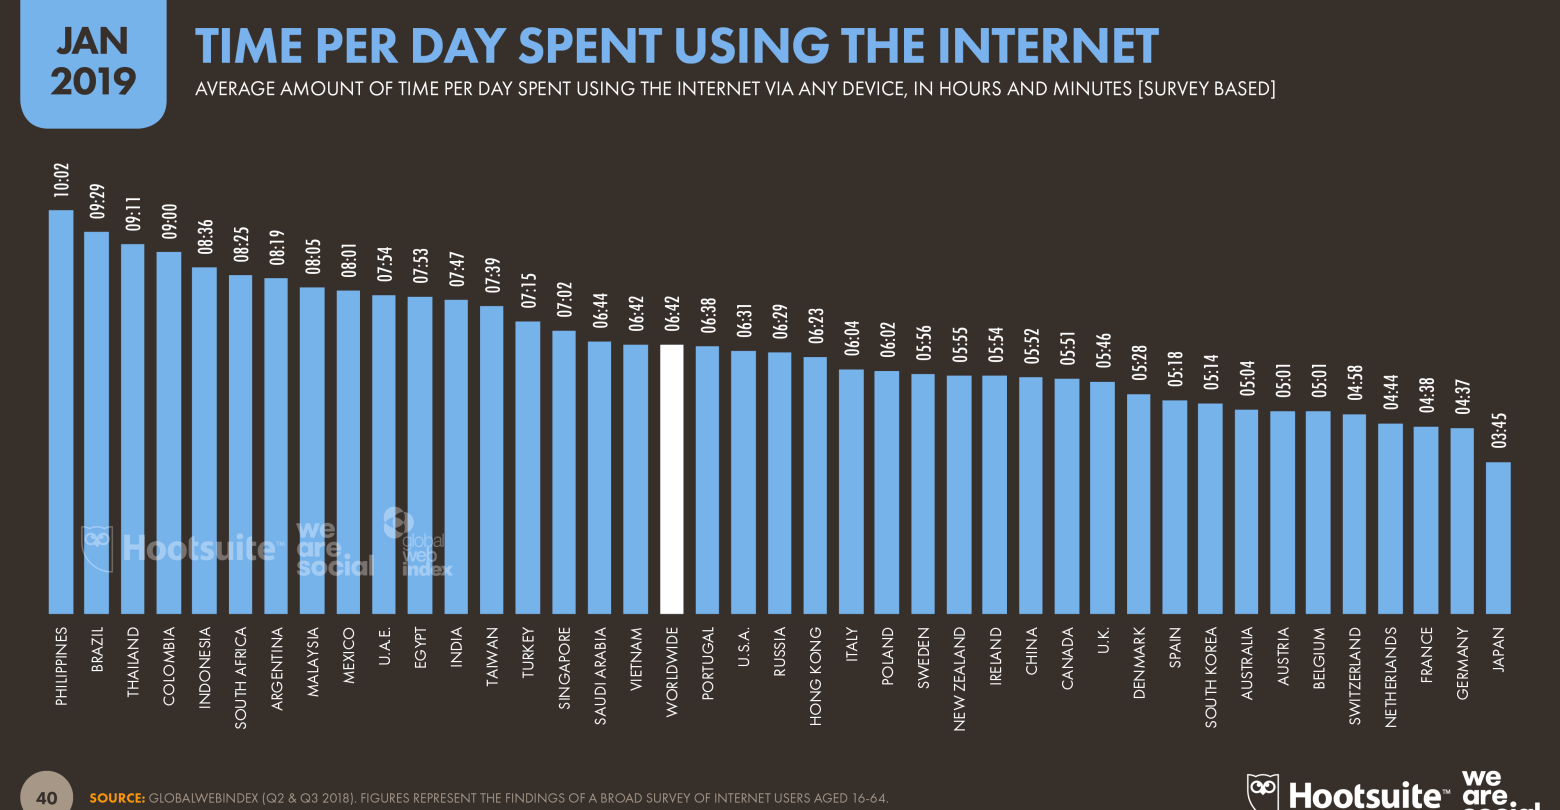 JAN
2019
TIME PER DAY SPENT USING THE INTERNET
AVERAGE AMOUNT OF TIME PER DAY SPENT USING THE INTERNET VIA ANY DEVICE, IN HOURS AND MINUTES [SURVEY BASED]
10:02
09:29
09:11
09:00
08:36
08:25
08:19
08:05
08:01
07:54
07:53
07:47
07:39
07:15
07:02
06:44
06:42
06:42
06:38
06:31
06:29
06:23
06:04
06:02
05:56
05:55
05:54
05:52
05:51
05:46
05:28
05:18
05:14
05:04
05:01
05:01
04:58
04:44
04:38
04:37
03:45
Hootsuite™
we
are
social
global
web
index
PHILIPPINES
BRAZIL
THAILAND
COLOMBIA
INDONESIA
SOUTH AFRICA
ARGENTINA
MALAYSIA
MEXICO
U.A.E.
EGYPT
INDIA
TAIWAN
TURKEY
SINGAPORE
SAUDI ARABIA
VIETNAM
WORLDWIDE
PORTUGAL
U.S.A.
RUSSIA
HONG KONG
ITALY
POLAND
SWEDEN
NEW ZEALAND
IRELAND
CHINA
CANADA
U.K.
DENMARK
SPAIN
SOUTH KOREA
AUSTRALIA
AUSTRIA
BELGIUM
SWITZERLAND
NETHERLANDS
FRANCE
GERMANY
JAPAN
40
SOURCE: GLOBALWEBINDEX (Q2 & Q3 2018). FIGURES REPRESENT THE FINDINGS OF A BROAD SURVEY OF INTERNET USERS AGED 16-64.
Hootsuite™
we
are
social